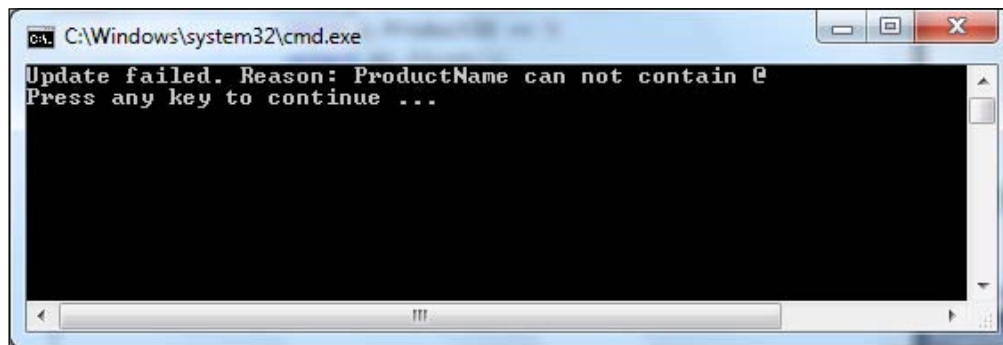 C:\Windows\system32\cmd.exe
Update failed. Reason: ProductName can not contain @
Press any key to continue ...